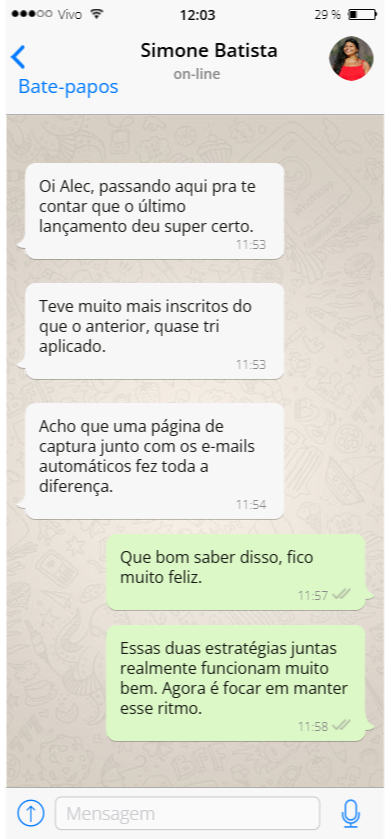 Vivo 12:03 29 %
Simone Batista
on-line
Bate-papos
Oi Alec, passando aqui pra te
contar que o último
lançamento deu super certo.
11:53
Teve muito mais inscritos do
que o anterior, quase tri
aplicado.
11:53
Acho que uma página de
captura junto com os e-mails
automáticos fez toda a
diferença.
11:54
Que bom saber disso, fico
muito feliz.
11:57
Essas duas estratégias juntas
realmente funcionam muito
bem. Agora é focar em manter
esse ritmo.
11:58
Mensagem